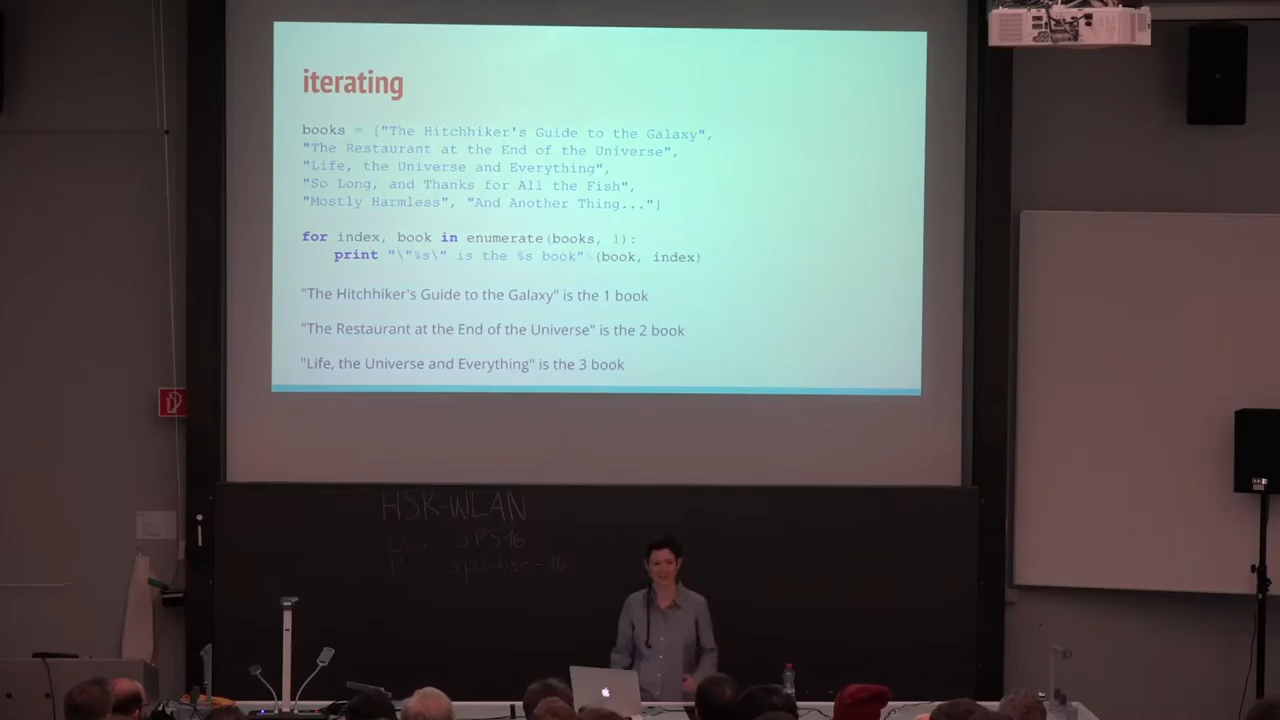 iterating
books = ["The Hitchhiker's Guide to the Galaxy",
"The Restaurant at the End of the Universe",
"Life, the Universe and Everything",
"So Long, and Thanks for All the Fish",
"Mostly Harmless", "And Another Thing..."]
for index, book in enumerate(books, 1):
print "\"%s\" is the %s book" %(book, index)
"The Hitchhiker's Guide to the Galaxy" is the 1 book
"The Restaurant at the End of the Universe" is the 2 book
"Life, the Universe and Everything" is the 3 book
HSK-WLAN
SPS16